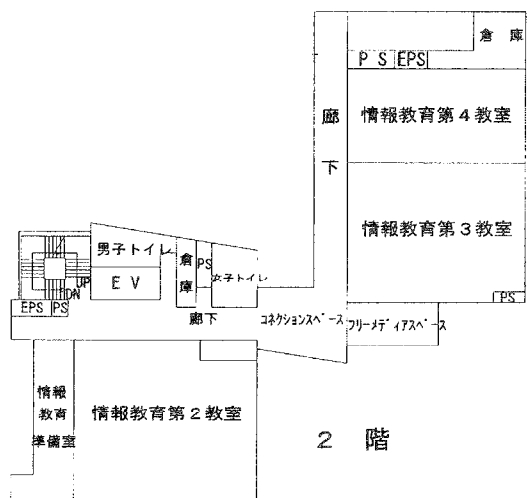 倉 庫
P S
EPS
廊下
情報教育第4教室
情報教育第3教室
PS
男子トイレ
E V
倉庫
PS
女子トイレ
UP
DN
EPS
PS
廊下
コネクションスペース
フリーメディアスペース
情報
教育
準備室
情報教育第2教室
2 階